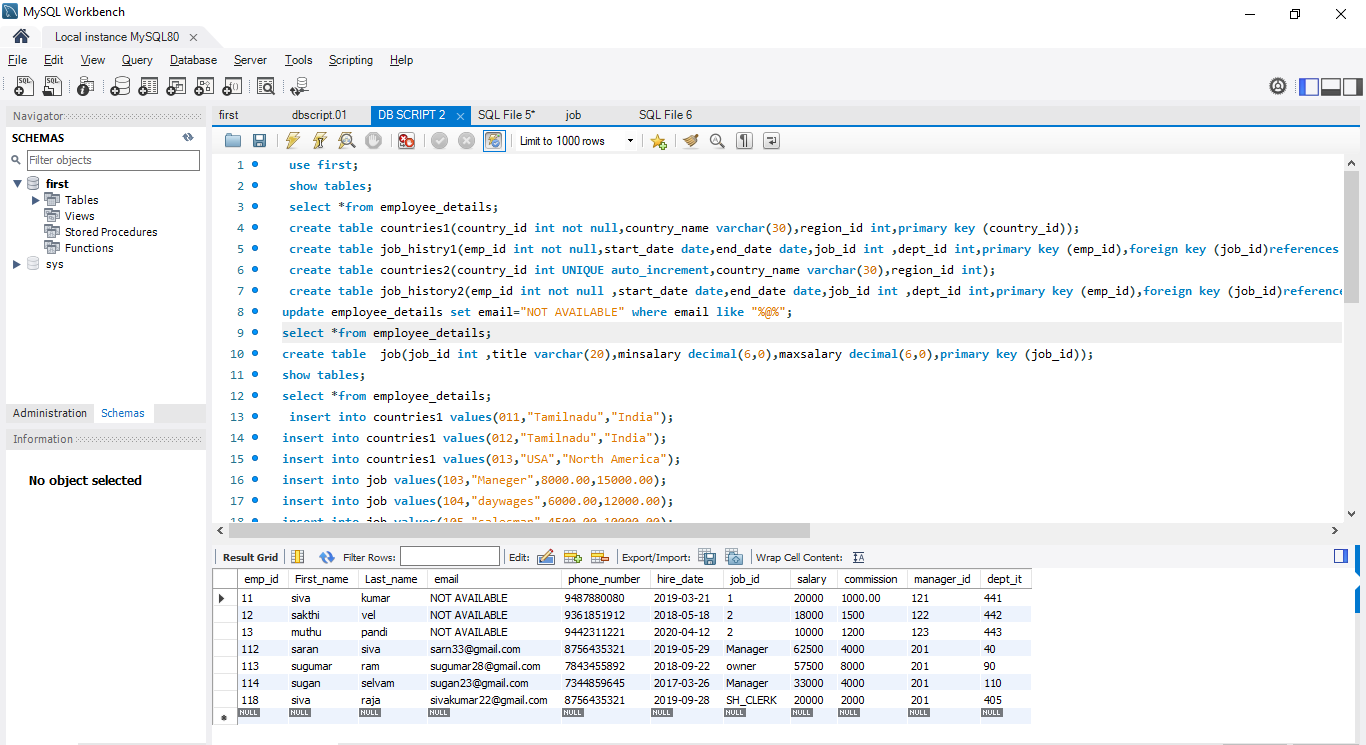 MySQL Workbench
Local instance MySQL80
File Edit View Query Database Server Tools Scripting Help
Navigator
SCHEMAS
Filter objects
first
Tables
Views
Stored Procedures
Functions
sys
Administration Schemas
Information
No object selected
first dbscript.01 DB SCRIPT 2 SQL File 5* job SQL File 6
Limit to 1000 rows
1 use first;
2 show tables;
3 select *from employee_details;
4 create table countries1(country_id int not null,country_name varchar(30),region_id int,primary key (country_id));
5 create table job_histry1(emp_id int not null,start_date date,end_date date,job_id int ,dept_id int,primary key (emp_id),foreign key (job_id)references
6 create table countries2(country_id int UNIQUE auto_increment,country_name varchar(30),region_id int);
7 create table job_history2(emp_id int not null ,start_date date,end_date date,job_id int ,dept_id int,primary key (emp_id),foreign key (job_id)reference
8 update employee_details set email="NOT AVAILABLE" where email like "%@%";
9 select *from employee_details;
10 create table  job(job_id int ,title varchar(20),minsalary decimal(6,0),maxsalary decimal(6,0),primary key (job_id));
11 show tables;
12 select *from employee_details;
13 insert into countries1 values(011,"Tamilnadu","India");
14 insert into countries1 values(012,"Tamilnadu","India");
15 insert into countries1 values(013,"USA","North America");
16 insert into job values(103,"Maneger",8000.00,15000.00);
17 insert into job values(104,"daywages",6000.00,12000.00);
18 insert into job values(105,"salesman",4500.00,10000.00);
Result Grid Filter Rows: Edit: Export/Import: Wrap Cell Content:
emp_id First_name Last_name email phone_number hire_date job_id salary commission manager_id dept_it
11 siva kumar NOT AVAILABLE 9487880080 2019-03-21 1 20000 1000.00 121 441
12 sakthi vel NOT AVAILABLE 9361851912 2018-05-18 2 18000 1500 122 442
13 muthu pandi NOT AVAILABLE 9442311221 2020-04-12 2 10000 1200 123 443
112 saran siva sarn33@gmail.com 8756435321 2019-05-29 Manager 62500 4000 201 40
113 sugumar ram sugumar28@gmail.com 7843455892 2018-09-22 owner 57500 8000 201 90
114 sugan selvam sugan23@gmail.com 7344859645 2017-03-26 Manager 33000 4000 201 110
118 siva raja sivakumar22@gmail.com 8756435321 2019-09-28 SH_CLERK 20000 2000 201 405
NULL NULL NULL NULL NULL NULL NULL NULL NULL NULL NULL